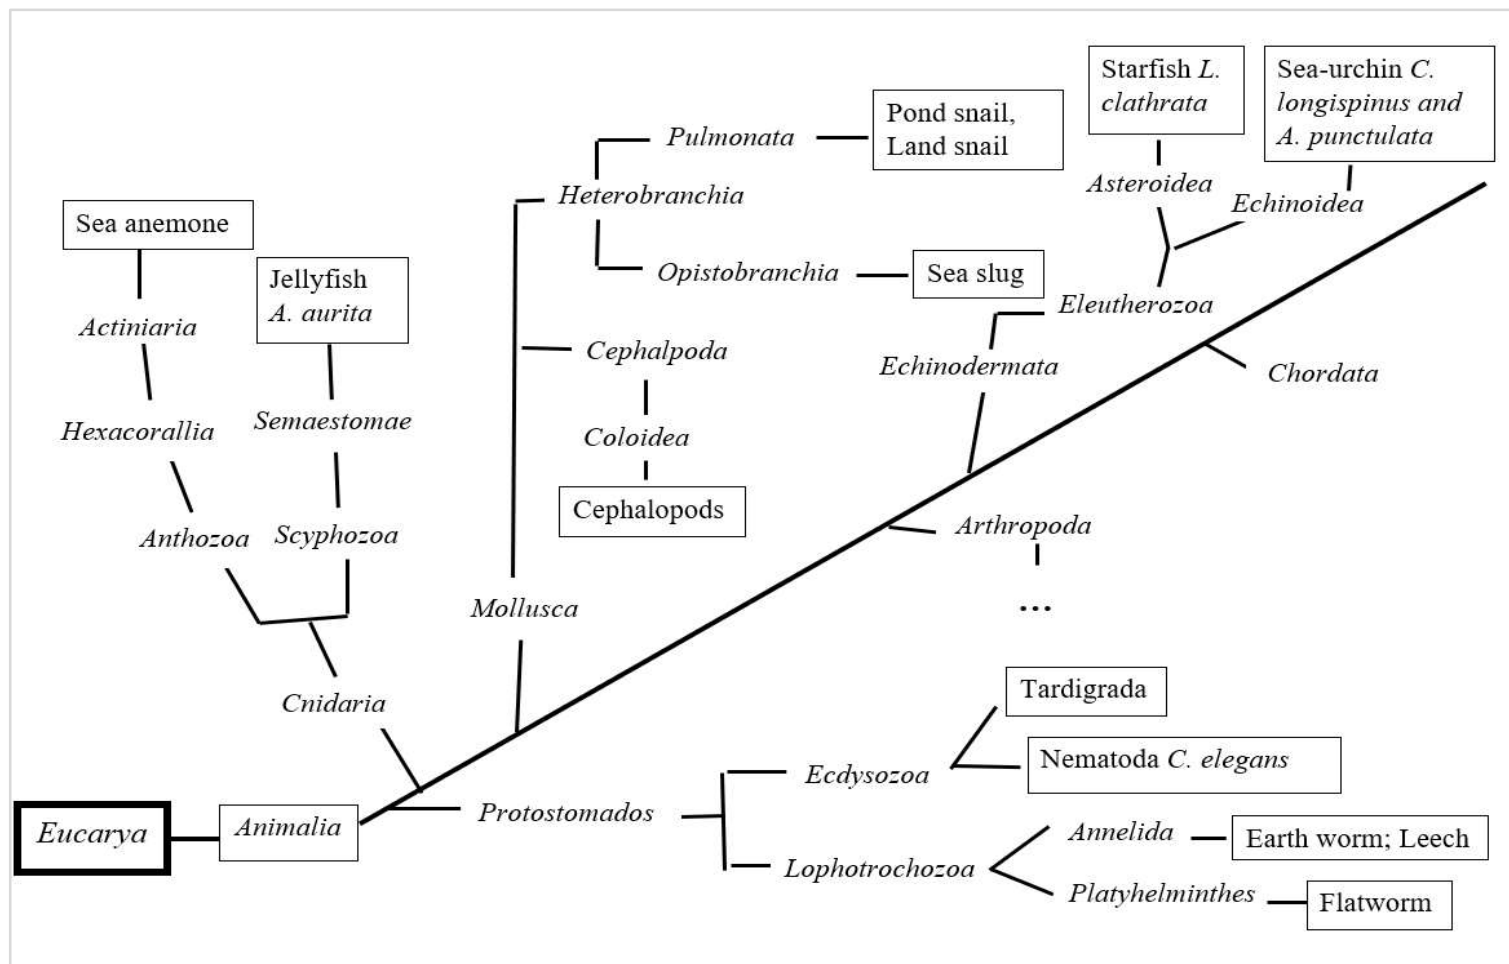 Starfish L.
clathrata
Sea-urchin C.
longispinus and
A. punctulata
Pond snail,
Land snail
Pulmonata
Asteroidea
Heterobranchia
Echinoidea
Sea anemone
Jellyfish
A. aurita
Opistobranchia
Sea slug
Eleutherozoa
Actiniaria
Cephalpoda
Echinodermata
Chordata
Hexacorallia
Semaestomae
Coloidea
Cephalopods
Anthozoa
Scyphozoa
Arthropoda
...
Mollusca
Cnidaria
Tardigrada
Nematoda C. elegans
Ecdysozoa
Eucarya
Animalia
Protostomados
Annelida
Earth worm; Leech
Lophotrochozoa
Platyhelminthes
Flatworm